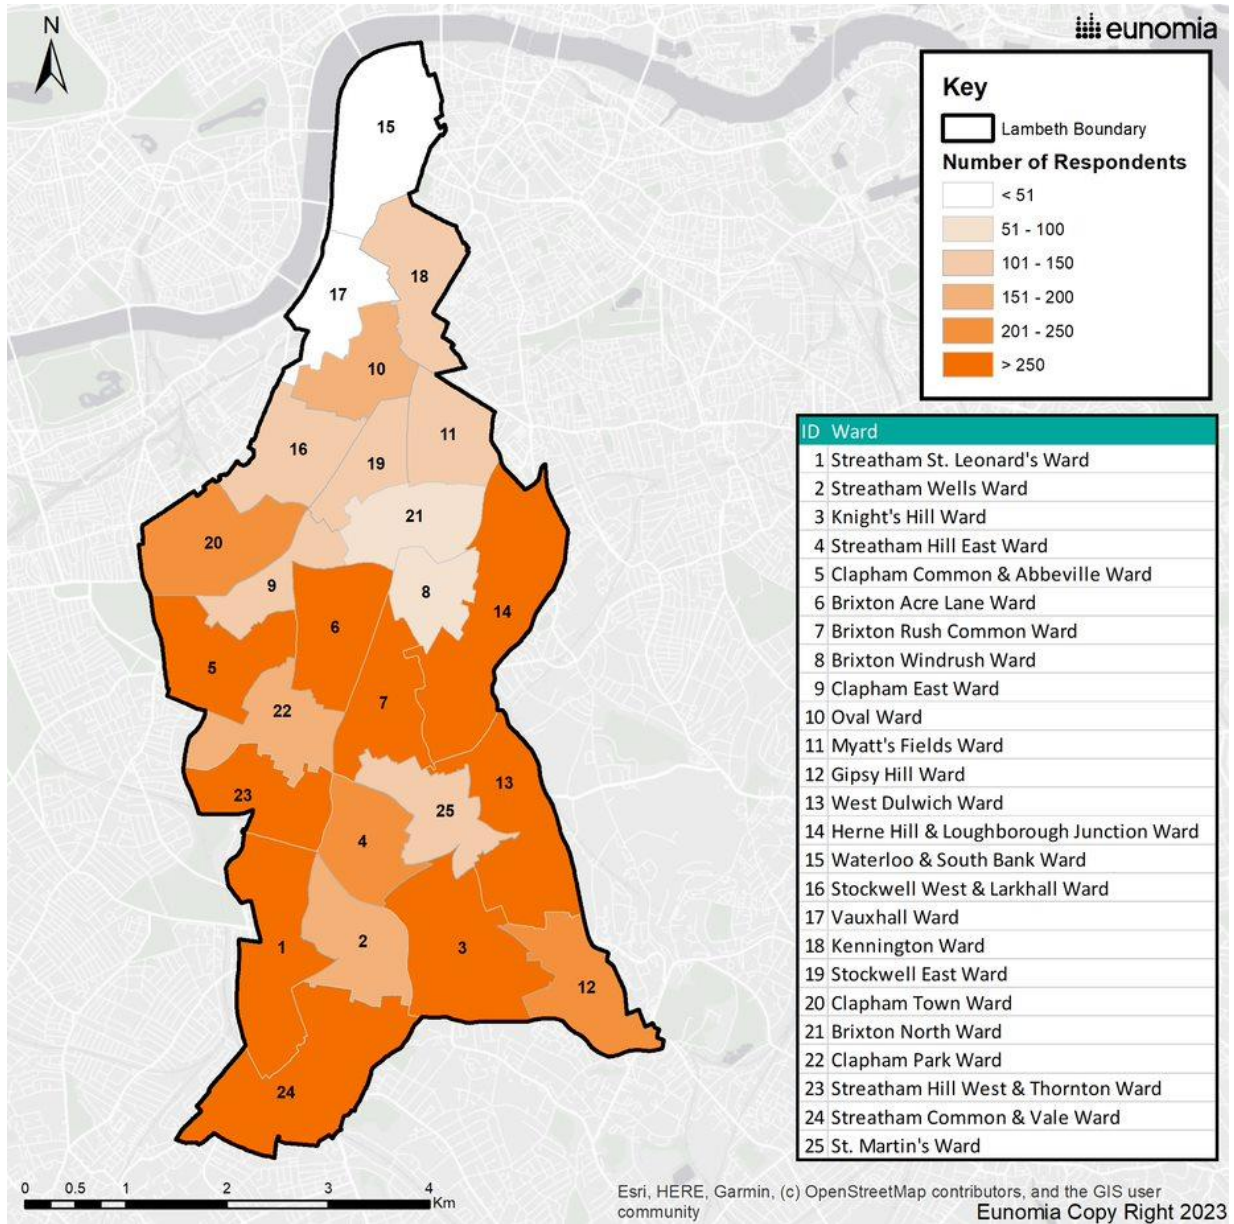 N
eunomia
Key
Lambeth Boundary
Number of Respondents
< 51
51 - 100
101 - 150
151 - 200
201 - 250
> 250
15
18
17
10
11
16
19
21
20
9
8
14
6
5
7
22
13
23
25
4
1
2
3
12
24
ID Ward
1 Streatham St. Leonard's Ward
2 Streatham Wells Ward
3 Knight's Hill Ward
4 Streatham Hill East Ward
5 Clapham Common & Abbeville Ward
6 Brixton Acre Lane Ward
7 Brixton Rush Common Ward
8 Brixton Windrush Ward
9 Clapham East Ward
10 Oval Ward
11 Myatt's Fields Ward
12 Gipsy Hill Ward
13 West Dulwich Ward
14 Herne Hill & Loughborough Junction Ward
15 Waterloo & South Bank Ward
16 Stockwell West & Larkhall Ward
17 Vauxhall Ward
18 Kennington Ward
19 Stockwell East Ward
20 Clapham Town Ward
21 Brixton North Ward
22 Clapham Park Ward
23 Streatham Hill West & Thornton Ward
24 Streatham Common & Vale Ward
25 St. Martin's Ward
0 0.5 1 2 3 4
Km
Esri, HERE, Garmin, (c) OpenStreetMap contributors, and the GIS user
community
Eunomia Copy Right 2023